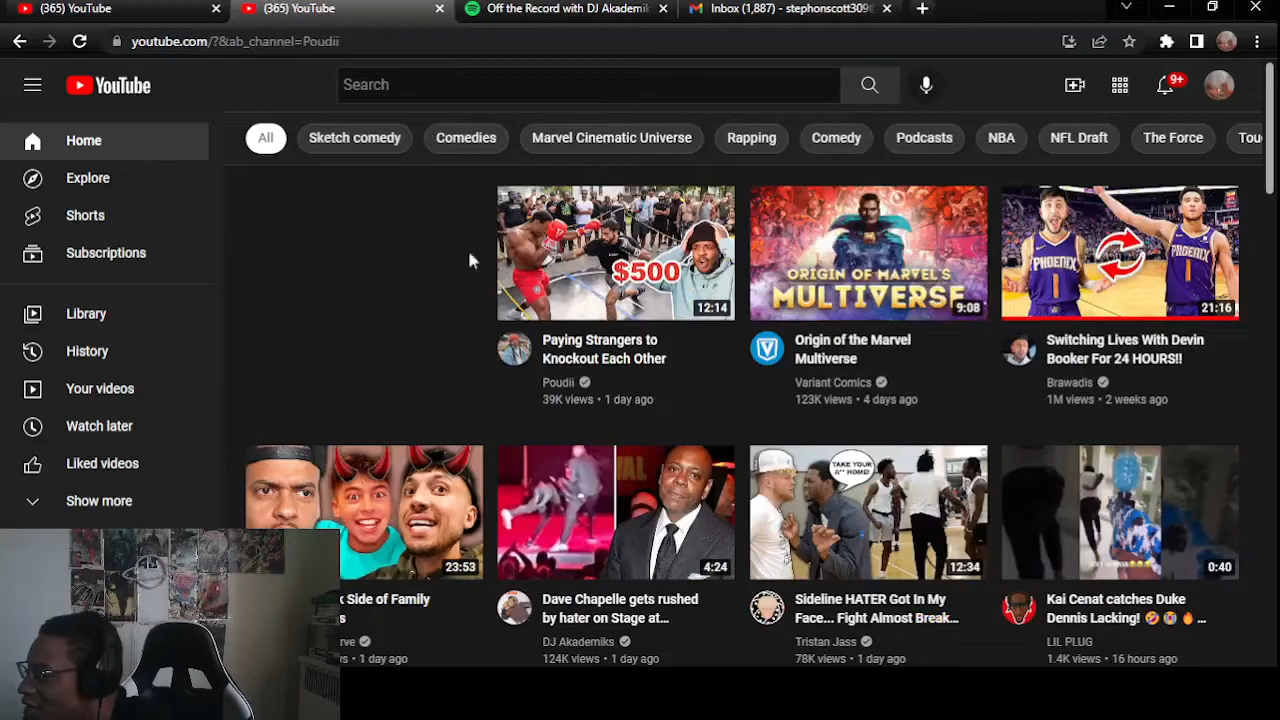 (365) YouTube
(365) YouTube
Off the Record with DJ Akademik
Inbox (1,887) - stephonscott309
youtube.com/?&ab_channel=Poudii
YouTube
Search
9+
Home
Explore
Shorts
Subscriptions
Library
History
Your videos
Watch later
Liked videos
Show more
All
Sketch comedy
Comedies
Marvel Cinematic Universe
Rapping
Comedy
Podcasts
NBA
NFL Draft
The Force
Tou
$500
12:14
Paying Strangers to
Knockout Each Other
Poudii
39K views • 1 day ago
ORIGIN OF MARVEL'S
MULTIVERSE
9:08
Origin of the Marvel
Multiverse
Variant Comics
123K views • 4 days ago
PHOENIX
1
PHOENIX
1
21:16
Switching Lives With Devin
Booker For 24 HOURS!!
Brawadis
1M views • 2 weeks ago
23:53
k Side of Family
s
rve
ws • 1 day ago
4:24
Dave Chapelle gets rushed
by hater on Stage at...
DJ Akademiks
124K views • 1 day ago
TAKE YOUR
A** HOME!
12:34
Sideline HATER Got In My
Face... Fight Almost Break...
Tristan Jass
78K views • 1 day ago
0:40
Kai Cenat catches Duke
Dennis Lacking! 🤣 😭 🔥 ...
LIL PLUG
1.4K views • 16 hours ago